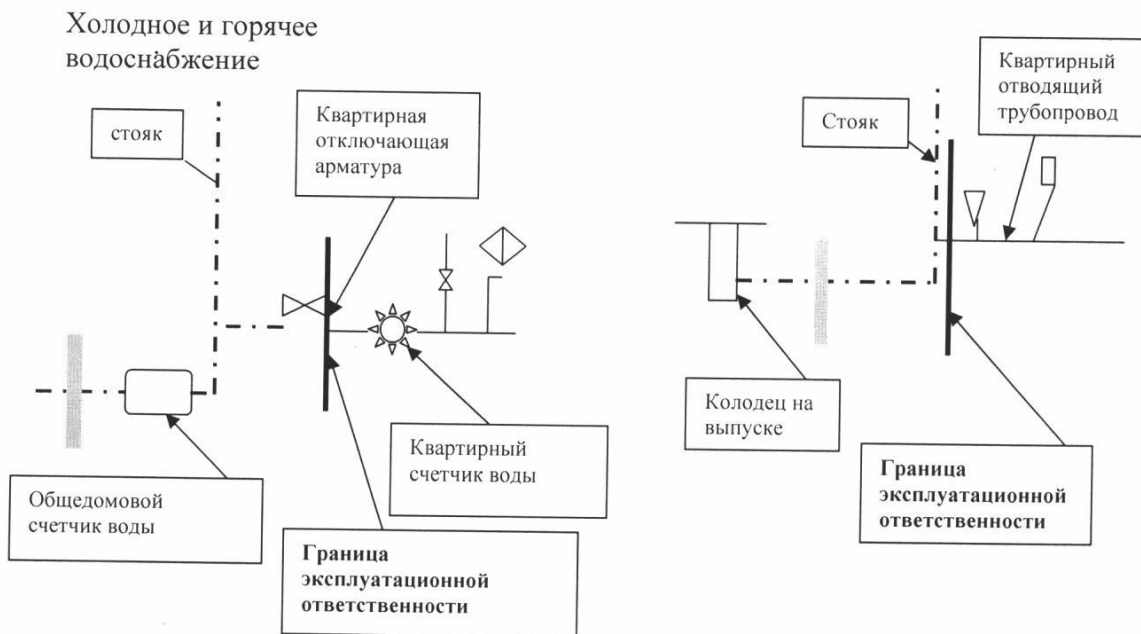 Холодное и горячее
водоснабжение
стояк
Квартирная
отключающая
арматура
Общедомовой
счетчик воды
Квартирный
счетчик воды
Граница
эксплуатационной
ответственности
Стояк
Квартирный
отводящий
трубопровод
Колодец на
выпуске
Граница
эксплуатационной
ответственности